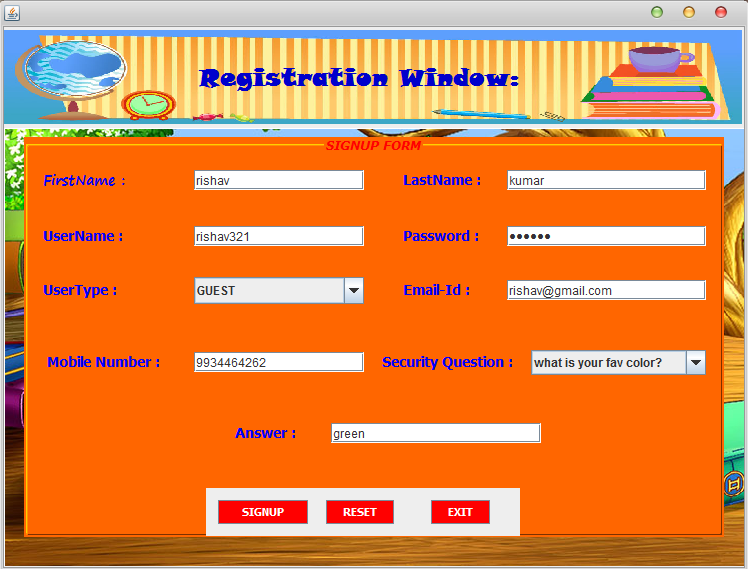 Registration Window:
SIGNUP FORM
FirstName : rishav LastName : kumar
UserName : rishav321 Password : ••••••
UserType : GUEST Email-Id : rishav@gmail.com
Mobile Number : 9934464262 Security Question : what is your fav color?
Answer : green
SIGNUP RESET EXIT